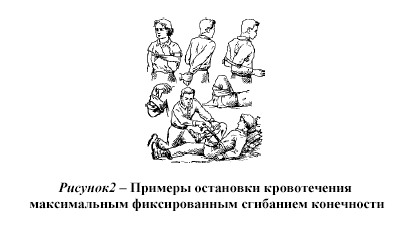 Рисунок2 – Примеры остановки кровотечения
максимальным фиксированным сгибанием конечности